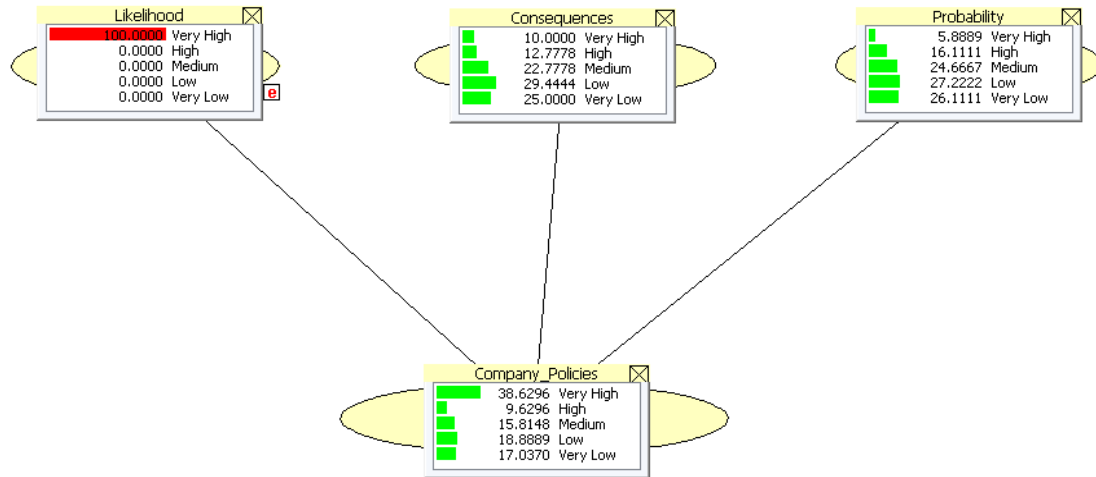 Likelihood
100.0000 Very High
0.0000 High
0.0000 Medium
0.0000 Low
0.0000 Very Low
e
Consequences
10.0000 Very High
12.7778 High
22.7778 Medium
29.4444 Low
25.0000 Very Low
Probability
5.8889 Very High
16.1111 High
24.6667 Medium
27.2222 Low
26.1111 Very Low
Company_Policies
38.6296 Very High
9.6296 High
15.8148 Medium
18.8889 Low
17.0370 Very Low